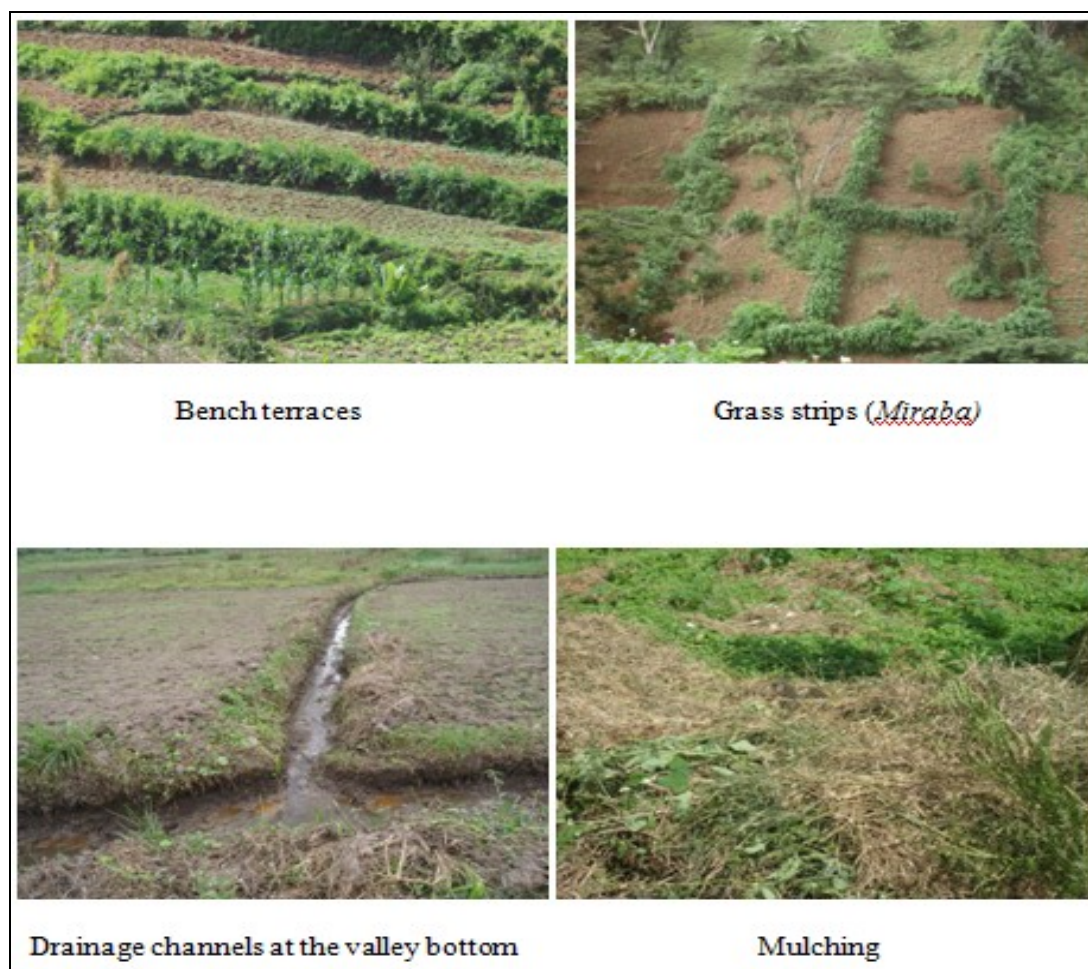 Bench terraces
Grass strips (Miraba)
Drainage channels at the valley bottom
Mulching